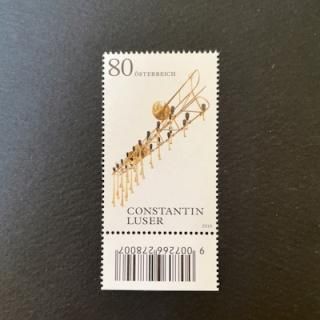 80 ÖSTERREICH
CONSTANTIN
LUSER
9 007266 278007